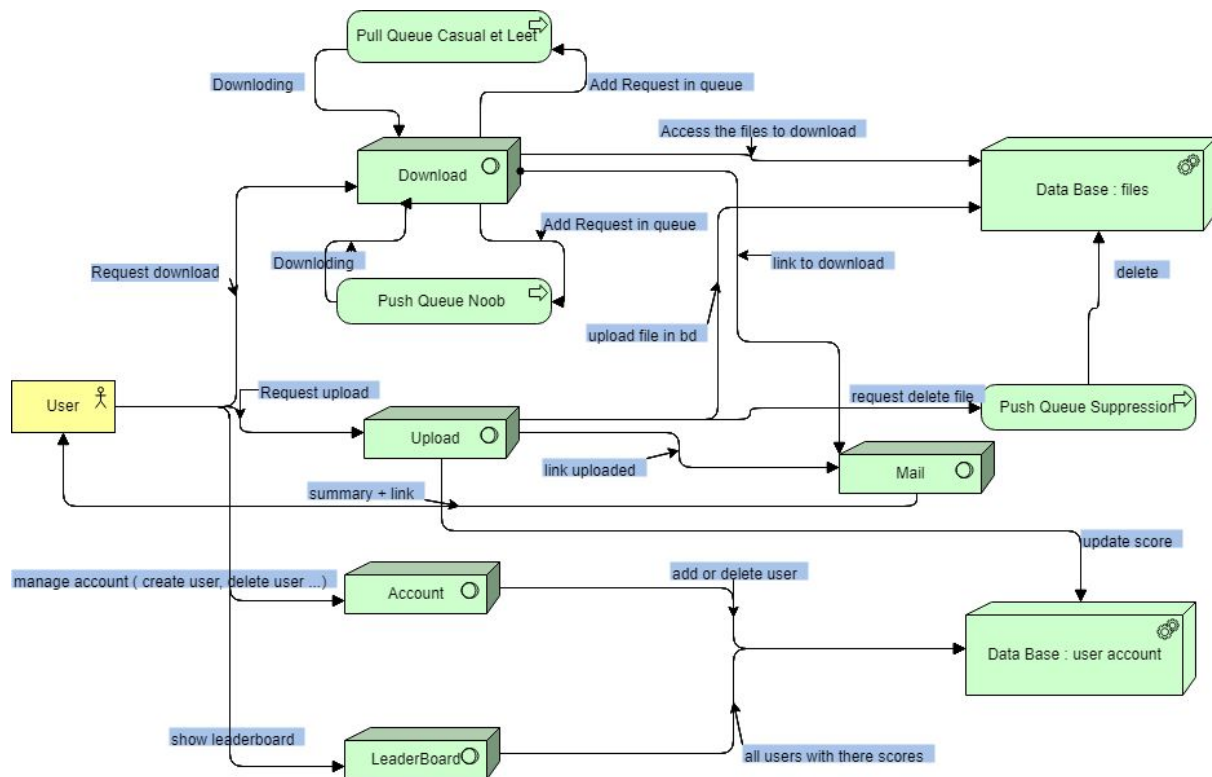 Pull Queue Casual et Leet
Downloding
Add Request in queue
Access the files to download
Download
Data Base : files
Add Request in queue
Request download
Downloding
link to download
delete
Push Queue Noob
upload file in bd
User
Request upload
request delete file
Push Queue Suppression
Upload
link uploaded
Mail
summary + link
update score
manage account ( create user, delete user ...)
add or delete user
Account
Data Base : user account
show leaderboard
LeaderBoard
all users with there scores